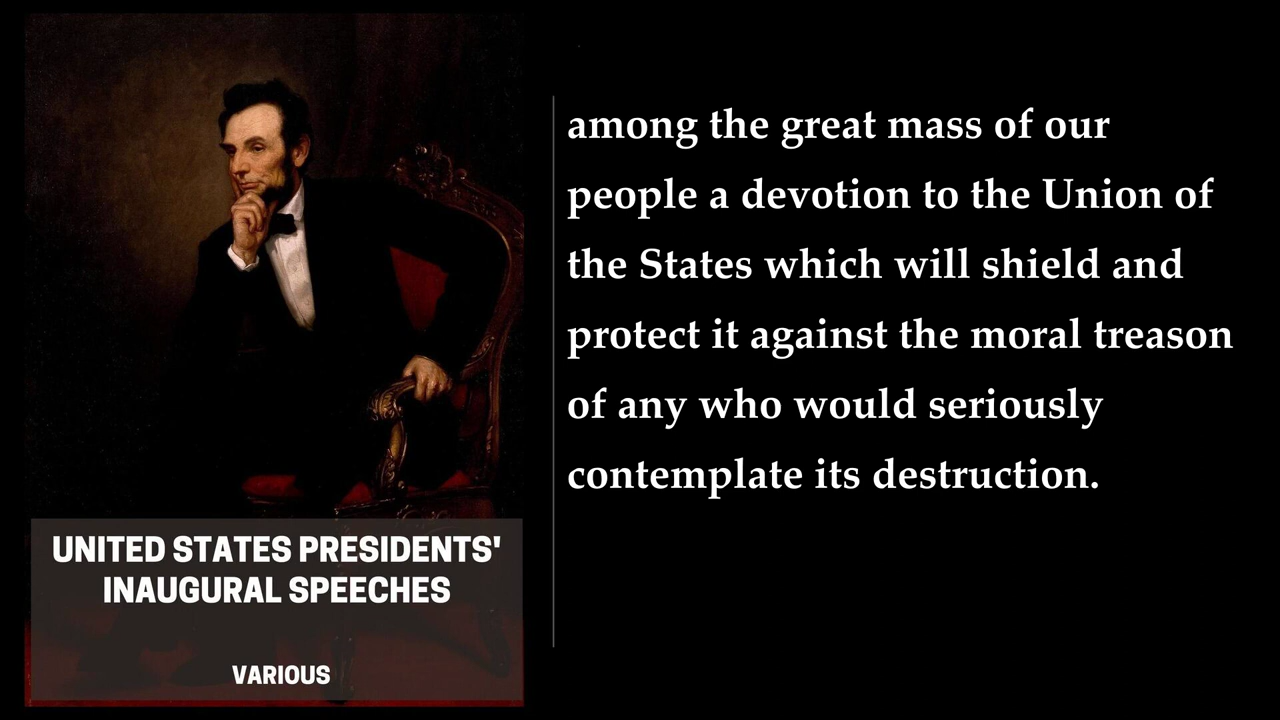 among the great mass of our
people a devotion to the Union of
the States which will shield and
protect it against the moral treason
of any who would seriously
contemplate its destruction.
UNITED STATES PRESIDENTS'
INAUGURAL SPEECHES
VARIOUS